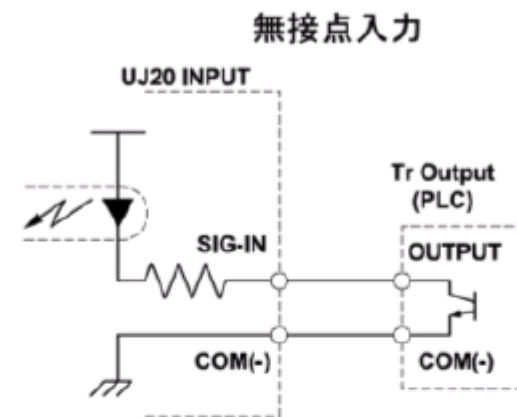 無接点入力
UJ20 INPUT
Tr Output
(PLC)
SIG-IN
OUTPUT
COM(-)
COM(-)